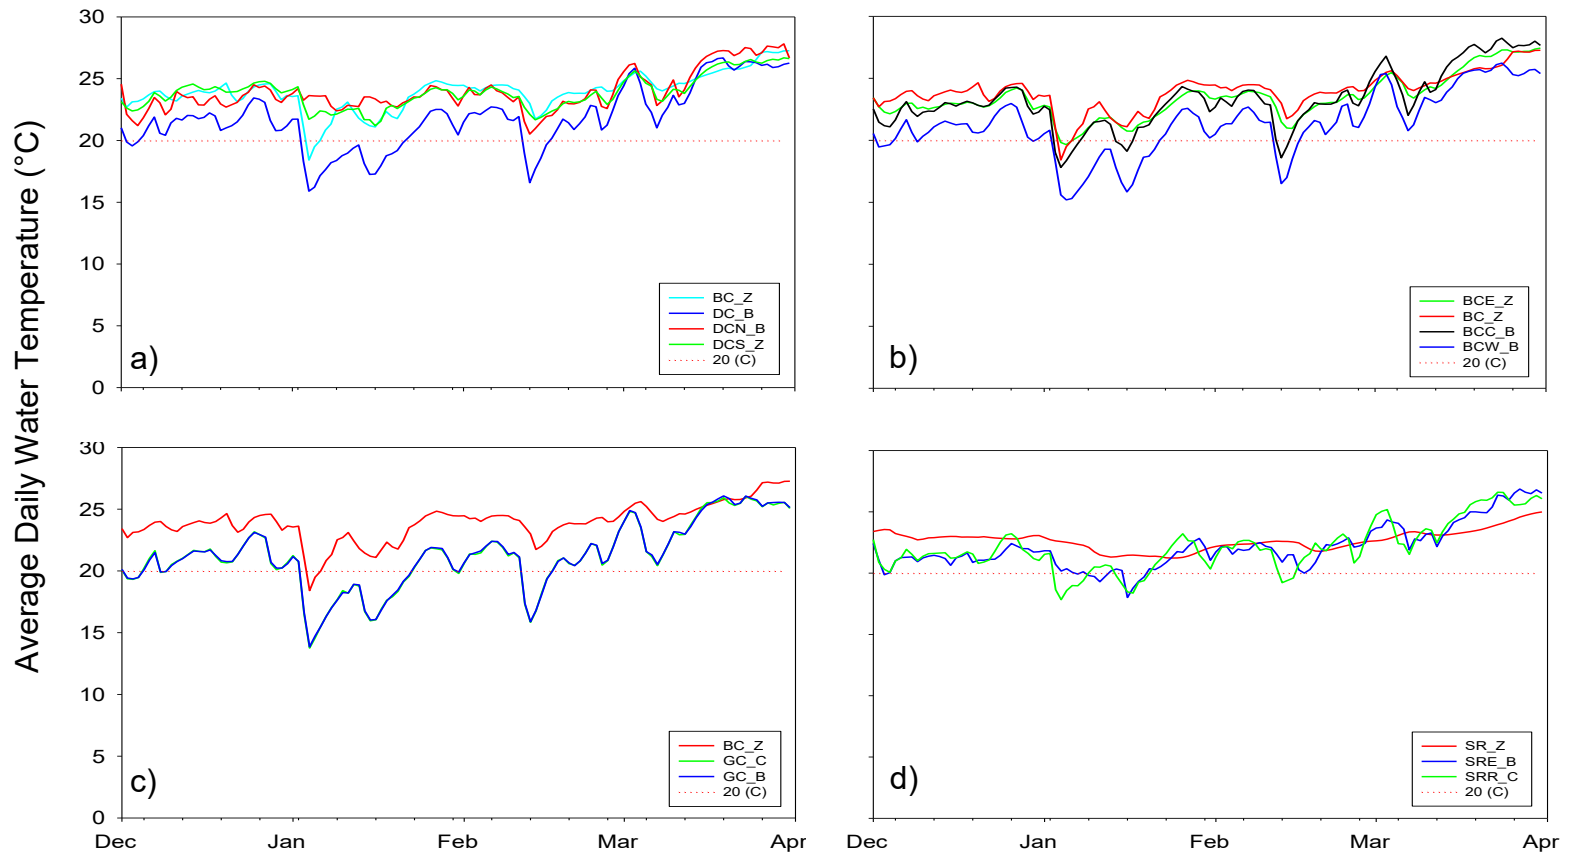 Average Daily Water Temperature (°C)
30
25
20
15
10
5
0
a)
BC_Z
DC_B
DCN_B
DCS_Z
20 (C)
b)
BCE_Z
BC_Z
BCC_B
BCW_B
20 (C)
30
25
20
15
10
5
0
c)
BC_Z
GC_C
GC_B
20 (C)
Dec Jan Feb Mar Apr
d)
SR_Z
SRE_B
SRR_C
20 (C)
Dec Jan Feb Mar Apr